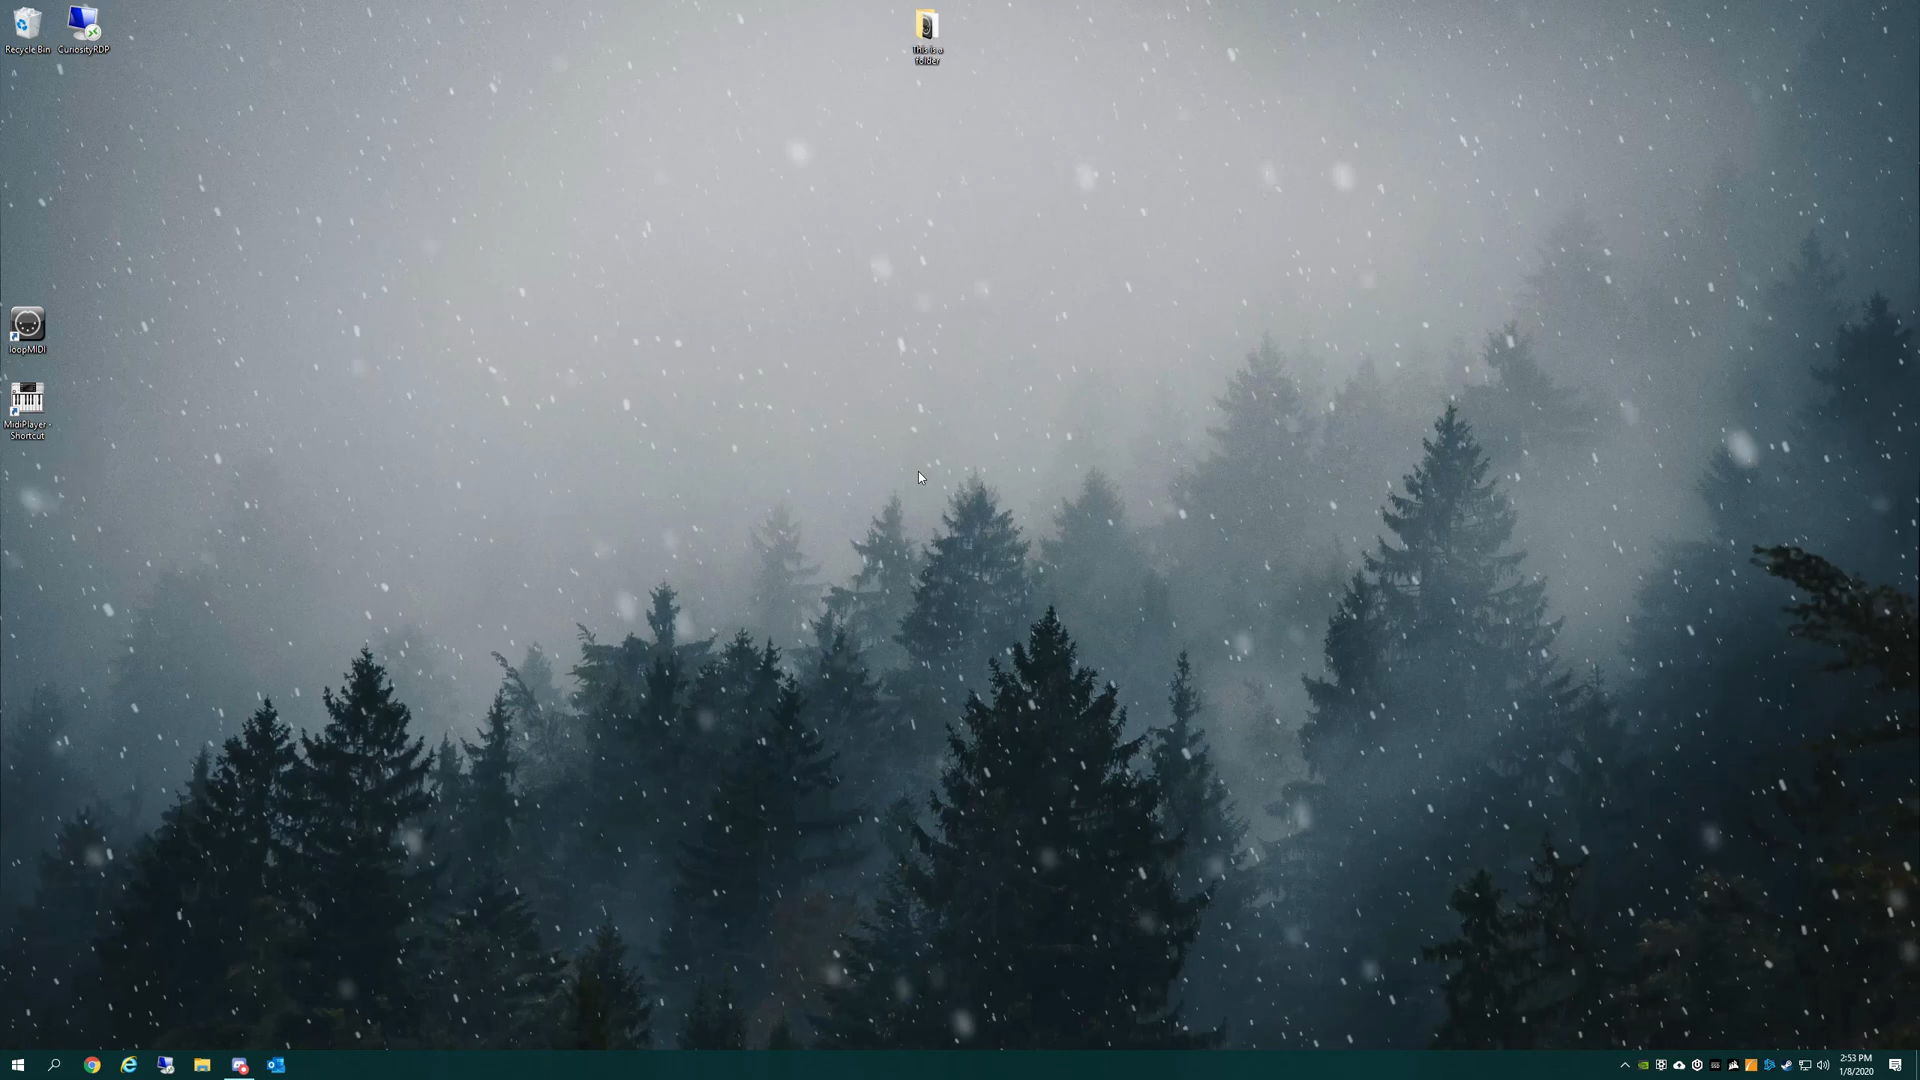 Recycle Bin
CuriosityRDP
This is a
folder
loopMIDI
MidiPlayer -
Shortcut
2:53 PM
1/8/2020